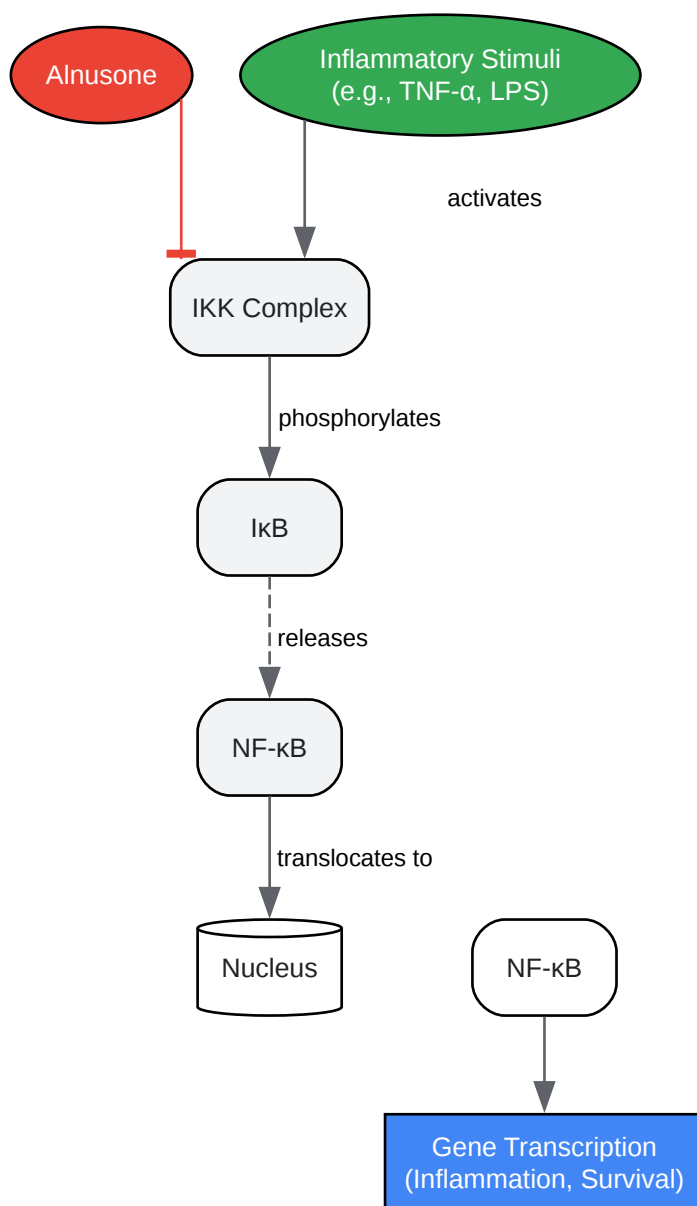 Alnusone
Inflammatory Stimuli
(e.g., TNF-α, LPS)
activates
IKK Complex
phosphorylates
IκB
releases
NF-κB
translocates to
Nucleus
NF-κB
Gene Transcription
(Inflammation, Survival)